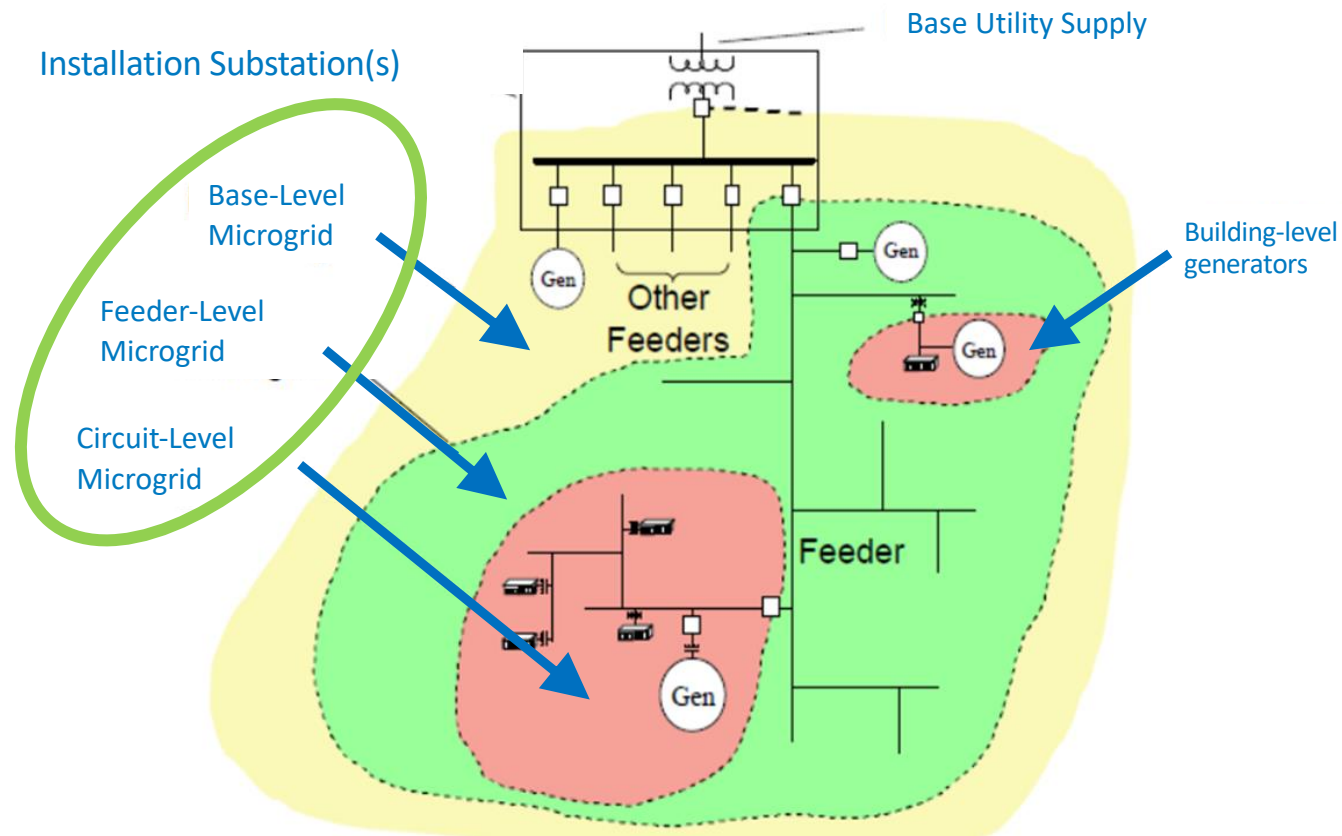 Base Utility Supply
Installation Substation(s)
Base-Level
Microgrid
Feeder-Level
Microgrid
Circuit-Level
Microgrid
Gen
Other
Feeders
Gen
Building-level
generators
Gen
Feeder
Gen